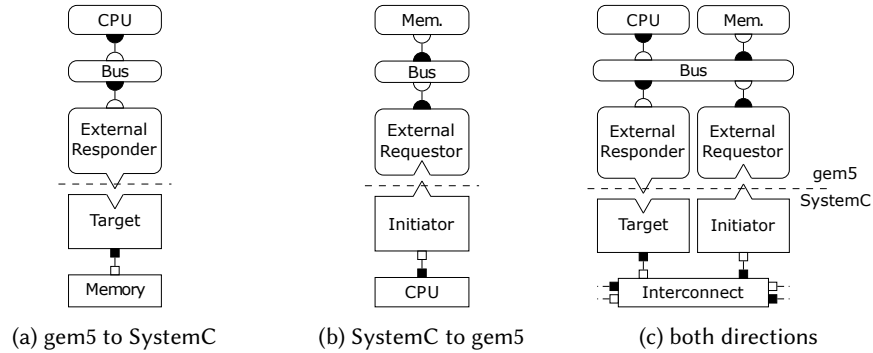 CPU
Bus
External
Responder
Target
Memory
(a) gem5 to SystemC
Mem.
Bus
External
Requestor
Initiator
CPU
(b) SystemC to gem5
CPU Mem.
Bus
External External
Responder Requestor
gem5
SystemC
Target Initiator
Interconnect
(c) both directions